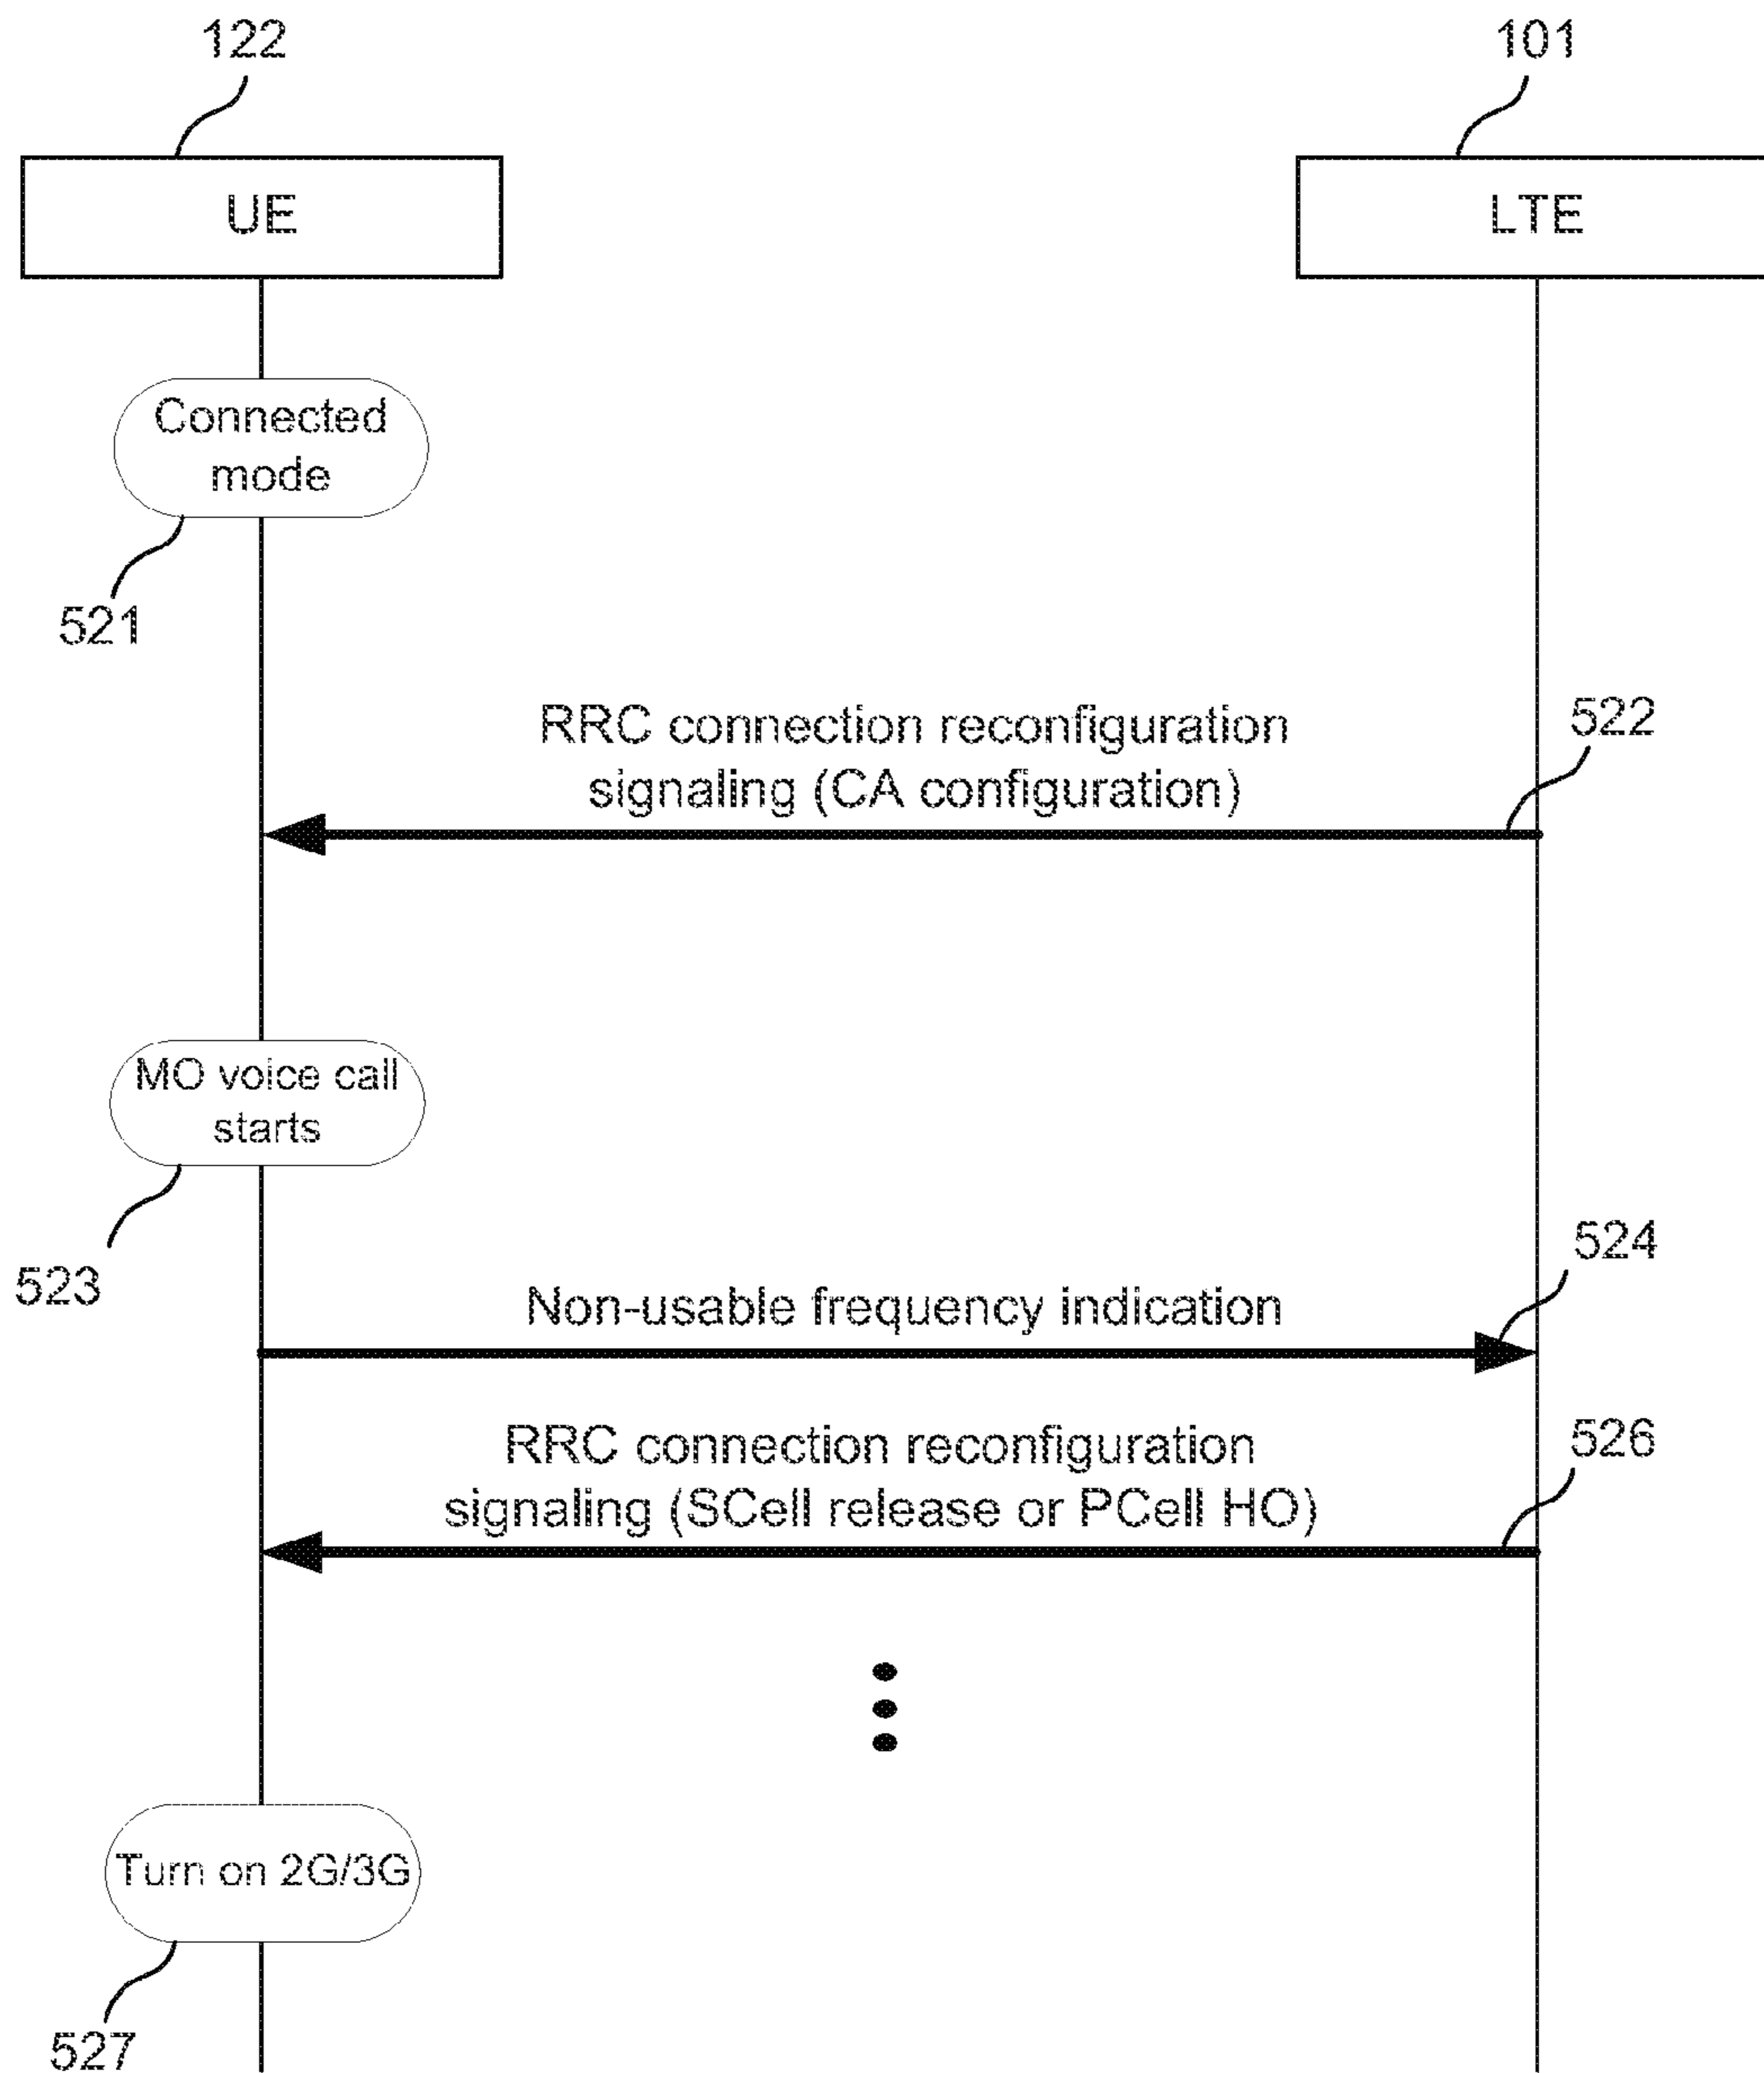 122
101
UE
LTE
Connected
mode
521
RRC connection reconfiguration
signaling (CA configuration)
522
MO voice call
starts
523
524
Non-usable frequency indication
RRC connection reconfiguration
signaling (SCell release or PCell HO)
526
Turn on 2G/3G
527